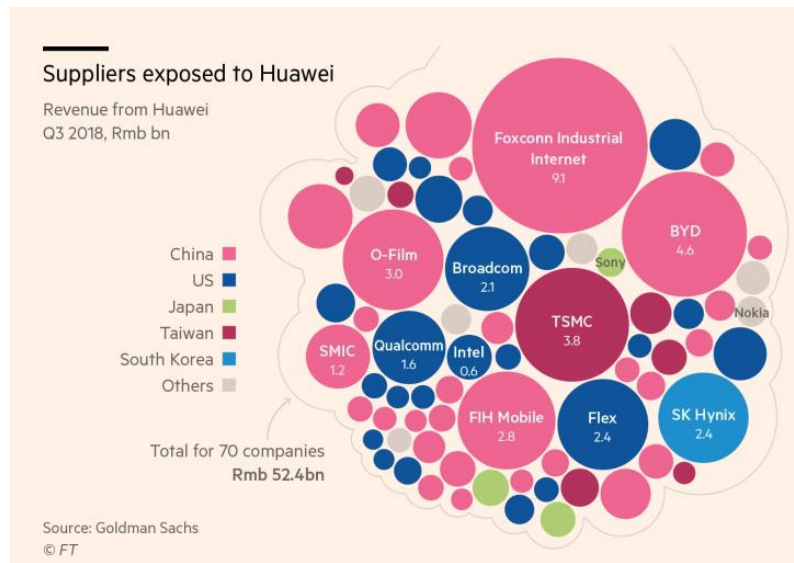 Suppliers exposed to Huawei
Revenue from Huawei
Q3 2018, Rmb bn
China
US
Japan
Taiwan
South Korea
Others
Foxconn Industrial
Internet
9.1
BYD
4.6
O-Film
3.0
Broadcom
2.1
Sony
Nokia
TSMC
3.8
SMIC
1.2
Qualcomm
1.6
Intel
0.6
FIH Mobile
2.8
Flex
2.4
SK Hynix
2.4
Total for 70 companies
Rmb 52.4bn
Source: Goldman Sachs
© FT